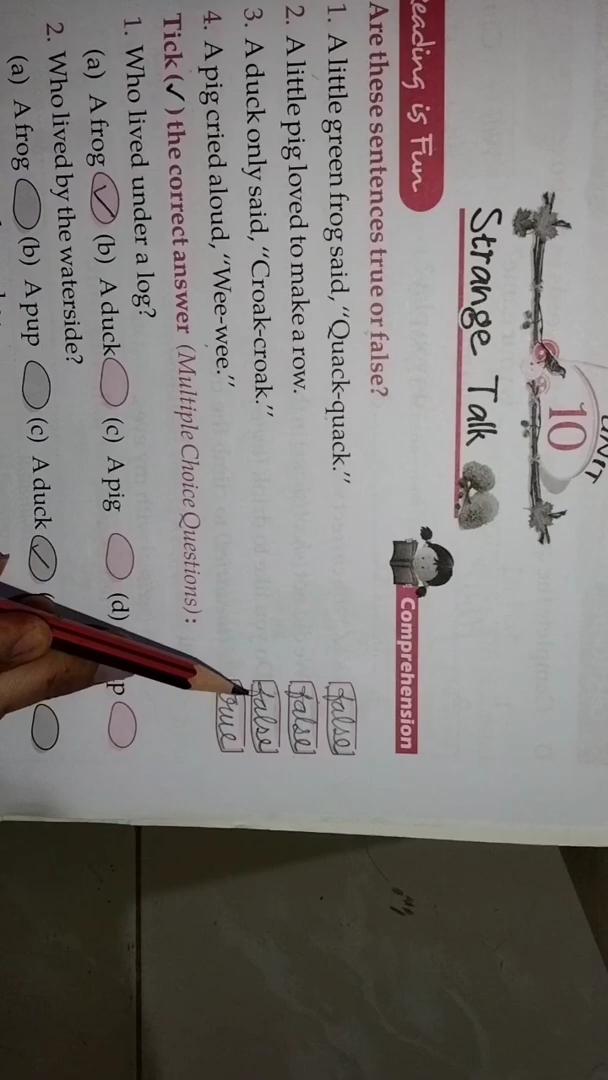 UNIT
10
Strange Talk
Reading is Fun
Comprehension
Are these sentences true or false?
1. A little green frog said, "Quack-quack." false
2. A little pig loved to make a row. false
3. A duck only said, "Croak-croak." false
4. A pig cried aloud, "Wee-wee." true
Tick (✓) the correct answer (Multiple Choice Questions) :
1. Who lived under a log?
(a) A frog ✓ (b) A duck (c) A pig (d)
2. Who lived by the waterside?
(a) A frog (b) A pup (c) A duck ✓